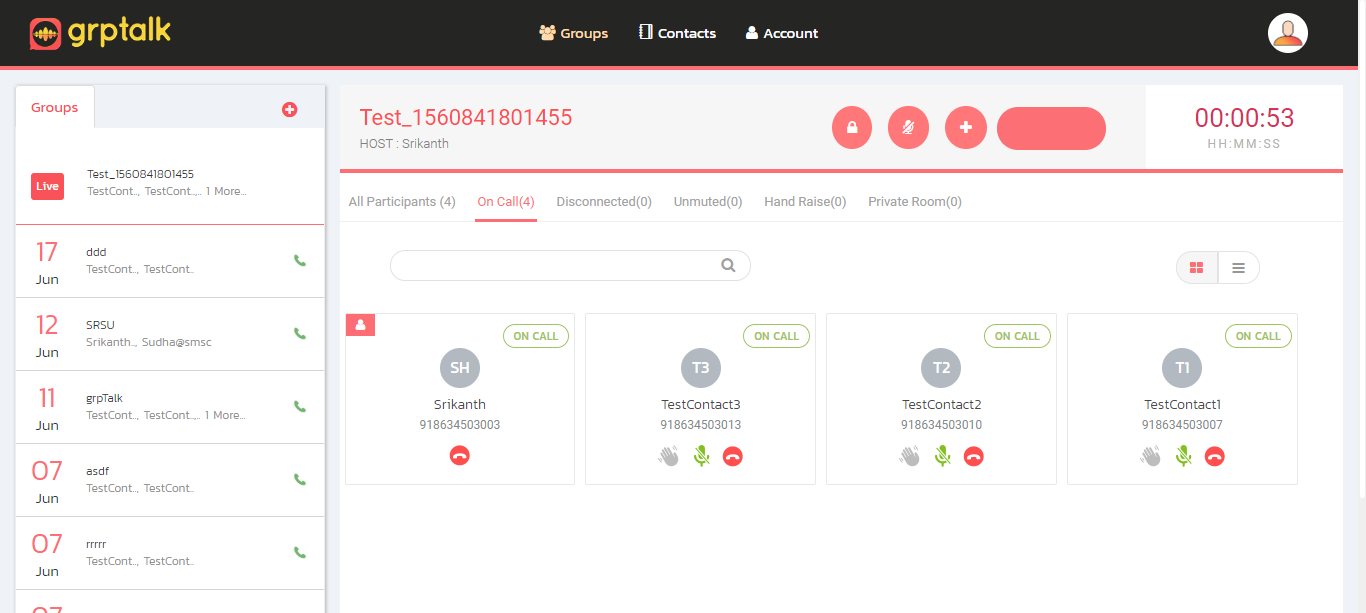 grptalk
Groups
Contacts
Account
Groups
Live
Test_1560841801455
TestCont.., TestCont..,.. 1 More...
17
Jun
ddd
TestCont.., TestCont..
12
Jun
SRSU
Srikanth.., Sudha@smsc
11
Jun
grpTalk
TestCont.., TestCont..,.. 1 More...
07
Jun
asdf
TestCont.., TestCont..
07
Jun
rrrrr
TestCont.., TestCont..
07
Test_1560841801455
HOST : Srikanth
00:00:53
HH:MM:SS
All Participants (4)
On Call(4)
Disconnected(0)
Unmuted(0)
Hand Raise(0)
Private Room(0)
ON CALL
SH
Srikanth
918634503003
ON CALL
T3
TestContact3
918634503013
ON CALL
T2
TestContact2
918634503010
ON CALL
T1
TestContact1
918634503007